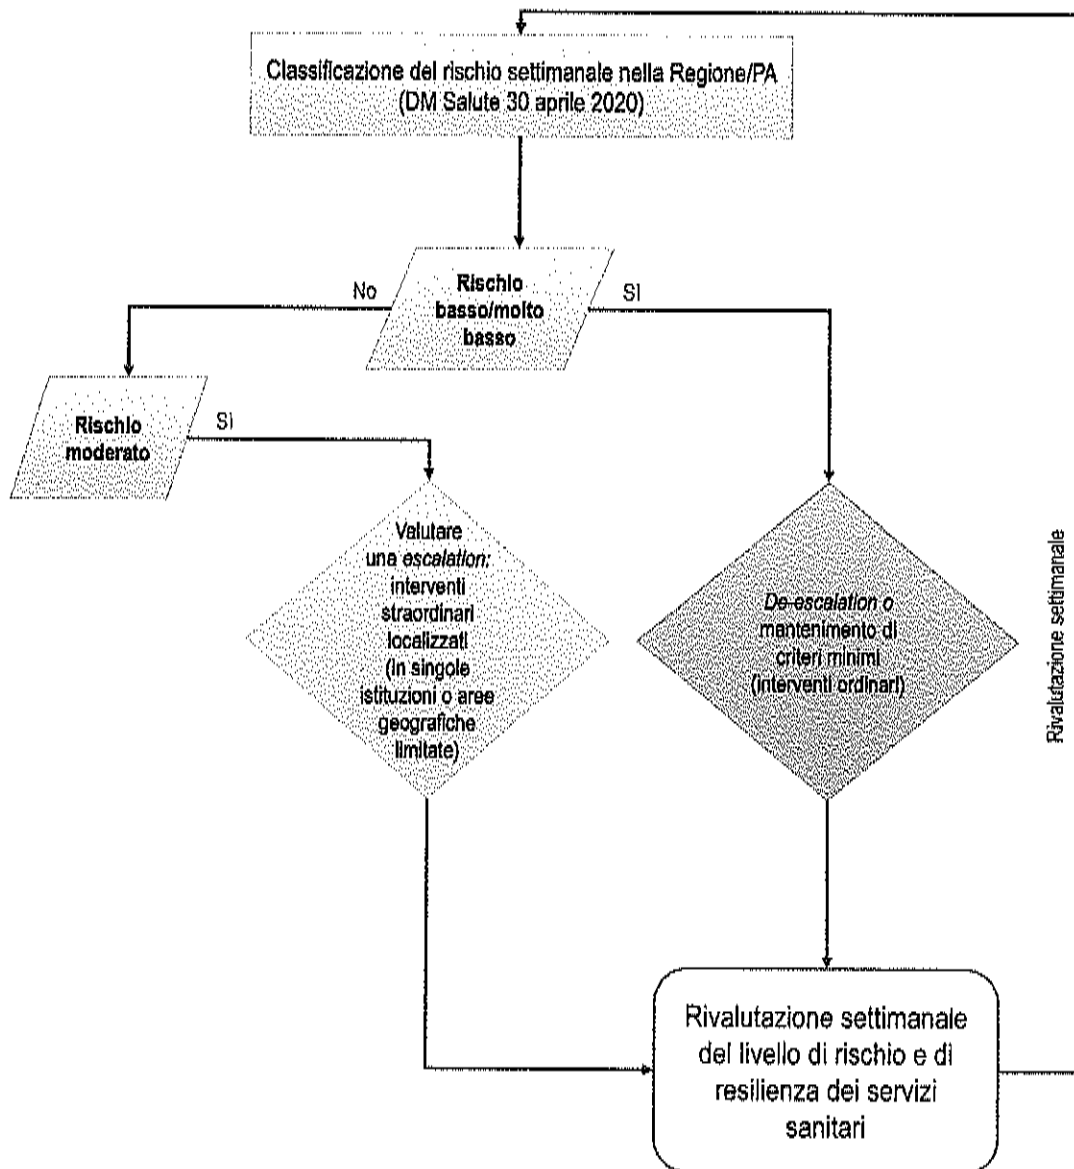 Classificazione del rischio settimanale nella Regione/PA
(DM Salute 30 aprile 2020)
Rischio
basso/molto
basso
No
Sì
Rischio
moderato
Sì
Valutare
una escalation:
interventi
straordinari
localizzati
(in singole
istituzioni o aree
geografiche
limitate)
De-escalation o
mantenimento di
criteri minimi
(interventi ordinari)
Rivalutazione settimanale
Rivalutazione settimanale
del livello di rischio e di
resilienza dei servizi
sanitari